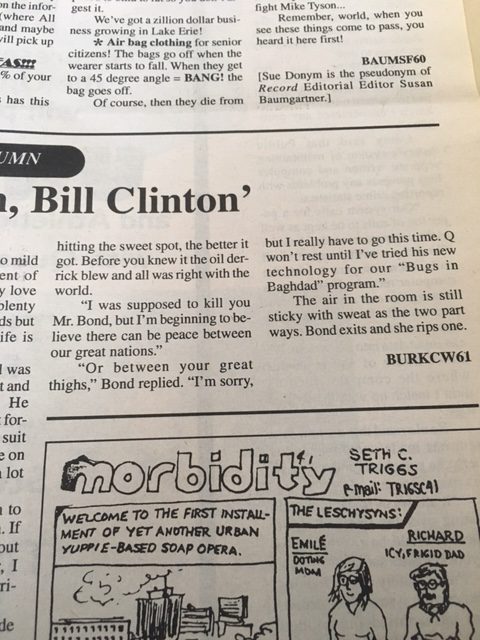 on the infor-
(where All
and maybe
will pick up
% of your
has this
gest it.
We've got a zillion dollar busi-
ness growing in Lake Erie!
* Air bag clothing for senior
citizens! The bags go off when the
wearer starts to fall. When they get
to a 45 degree angle = BANG! the
bag goes off.
Of course, then they die from
fight Mike Tyson...
Remember, world, when you
see these things come to pass, you
heard it here first!
BAUMSF60
[Sue Donym is the pseudonym of
Record Editorial Editor Susan
Baumgartner.]
UMN
, Bill Clinton’
o mild
ent of
y love
plenty
ds but
ife is
l was
t and
He
for-
suit
e on
lot
to
. If
out
, I
ri-
de
hitting the sweet spot, the better it
got. Before you knew it the oil der-
rick blew and all was right with the
world.
“I was supposed to kill you
Mr. Bond, but I’m beginning to be-
lieve there can be peace between
our great nations.”
“Or between your great
thighs,” Bond replied. “I’m sorry,
but I really have to go this time. Q
won’t rest until I’ve tried his new
technology for our “Bugs in
Baghdad” program.”
The air in the room is still
sticky with sweat as the two part
ways. Bond exits and she rips one.
BURKCW61
morbidity
SETH C.
TRIGGS
e-mail: TRIGSC41
WELCOME TO THE FIRST INSTALL-
MENT OF YET ANOTHER URBAN
YUPPIE-BASED SOAP OPERA.
THE LESCHYSYNS:
EMILÉ
DOTING
MOM
RICHARD
ICY, FRIGID DAD